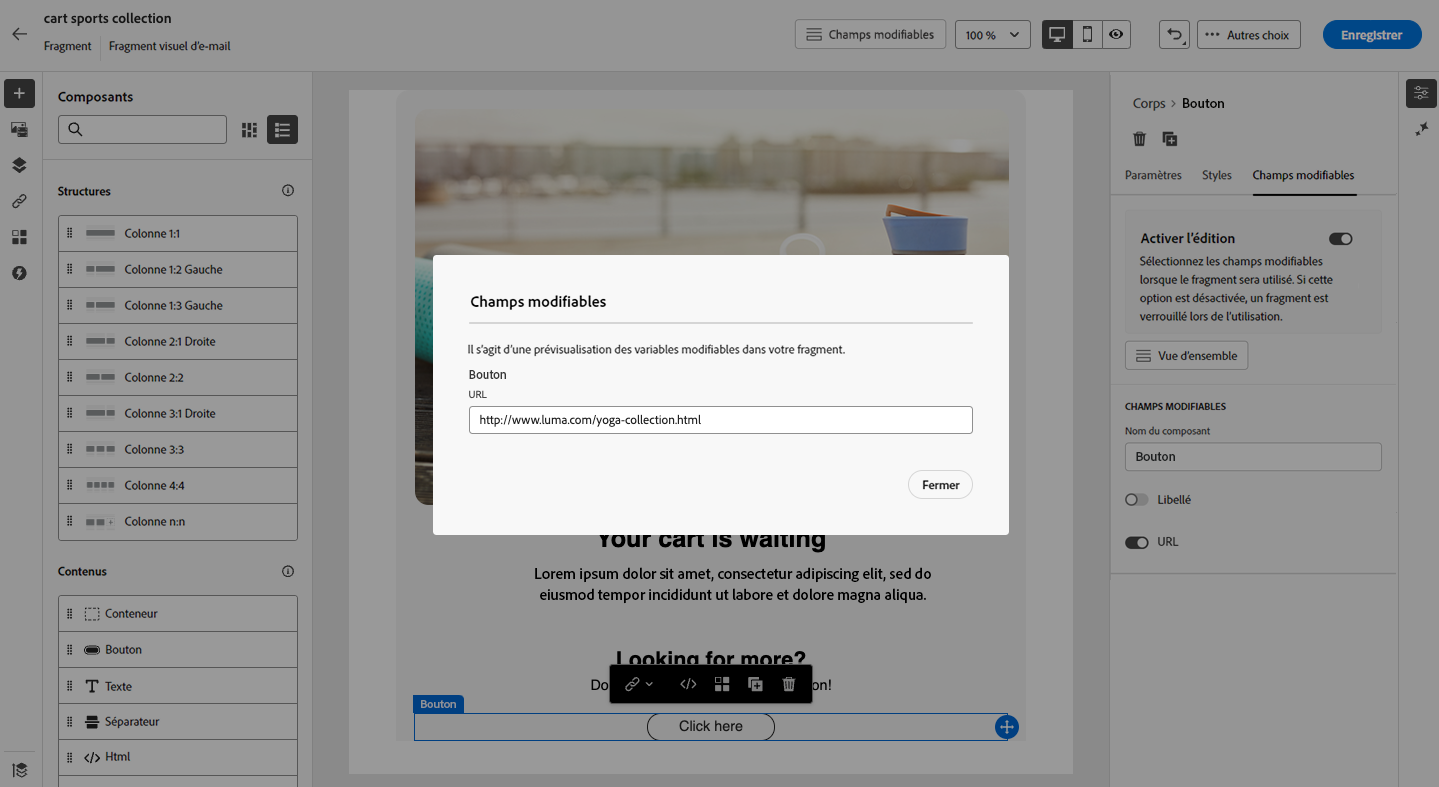 cart sports collection
Fragment
Fragment visuel d'e-mail
Champs modifiables
100 %
Autres choix
Enregistrer
Composants
Structures
Colonne 1:1
Colonne 1:2 Gauche
Colonne 1:3 Gauche
Colonne 2:1 Droite
Colonne 2:2
Colonne 3:1 Droite
Colonne 3:3
Colonne 4:4
Colonne n:n
Contenus
Conteneur
Bouton
Texte
Séparateur
Html
Champs modifiables
Il s'agit d'une prévisualisation des variables modifiables dans votre fragment.
Bouton
URL
http://www.luma.com/yoga-collection.html
Fermer
Your cart is waiting
Lorem ipsum dolor sit amet, consectetur adipiscing elit, sed do
eiusmod tempor incididunt ut labore et dolore magna aliqua.
Looking for more?
Do
on!
Bouton
Click here
Corps > Bouton
Paramètres
Styles
Champs modifiables
Activer l'édition
Sélectionnez les champs modifiables
lorsque le fragment sera utilisé. Si cette
option est désactivée, un fragment est
verrouillé lors de l'utilisation.
Vue d'ensemble
CHAMPS MODIFIABLES
Nom du composant
Bouton
Libellé
URL